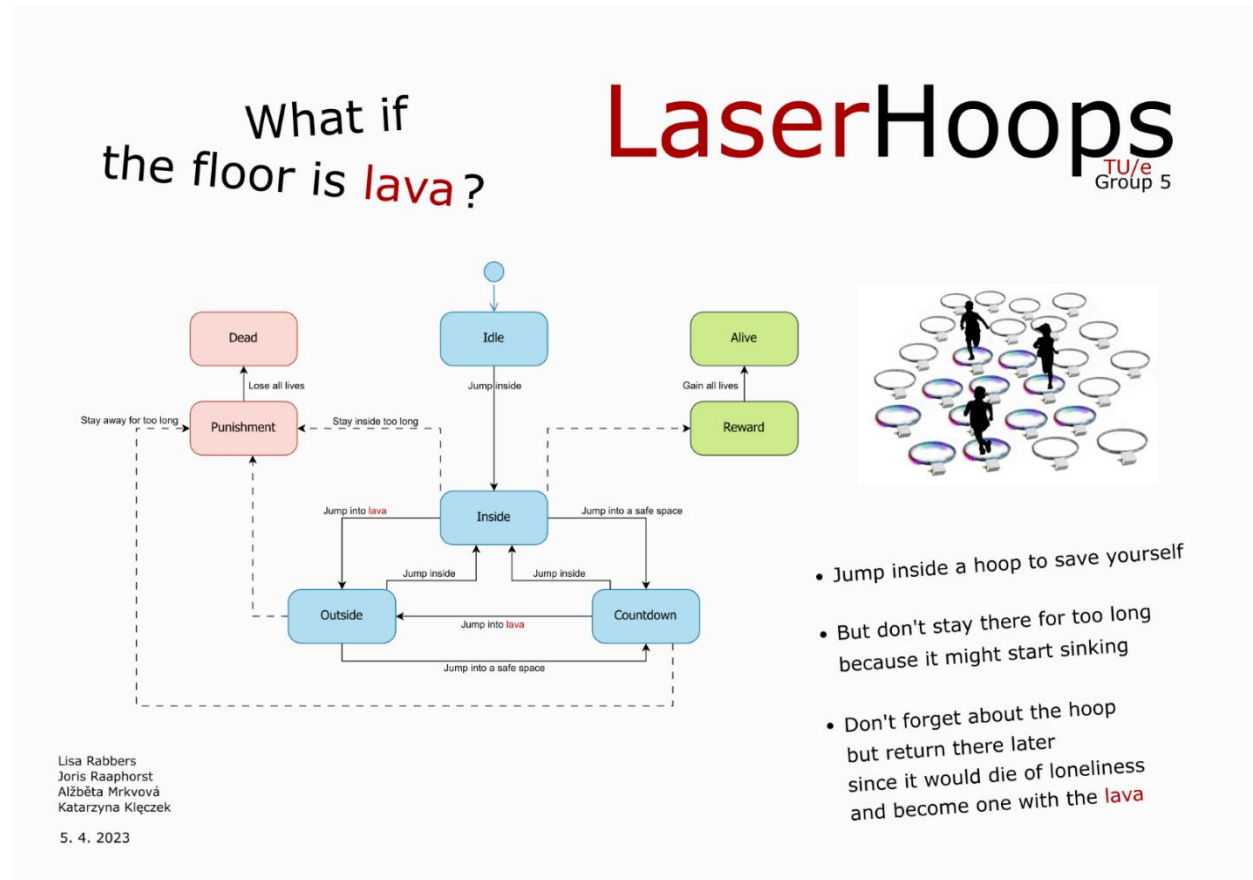 What if
the floor is lava?
LaserHoops
TU/e
Group 5
Dead
Idle
Alive
Lose all lives
Jump inside
Gain all lives
Stay away for too long
Punishment
Stay inside too long
Reward
Jump into lava
Inside
Jump into a safe space
Jump inside
Jump inside
Outside
Jump into lava
Countdown
Jump into a safe space
• Jump inside a hoop to save yourself
• But don't stay there for too long
because it might start sinking
• Don't forget about the hoop
but return there later
since it would die of loneliness
and become one with the lava
Lisa Rabbers
Joris Raaphorst
Alžběta Mrkvová
Katarzyna Klęczek
5. 4. 2023